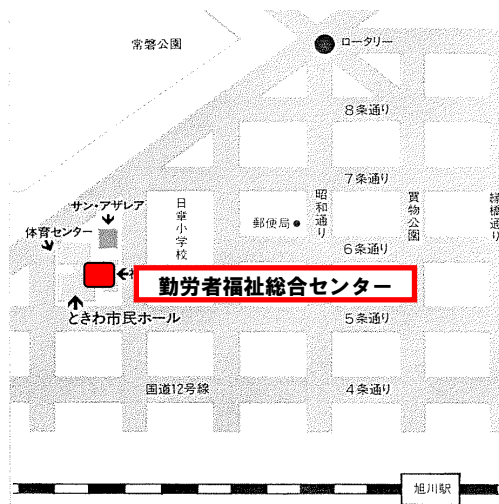 常磐公園
ロータリー
8条通り
7条通り
サン・アザレア
体育センター
日章小学校
郵便局
昭和通り
買物公園
緑橋通り
6条通り
勤労者福祉総合センター
ときわ市民ホール
5条通り
国道12号線
4条通り
旭川駅